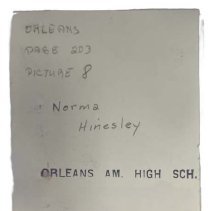 ORLEANS
PAGE 203
PICTURE 8
Norma
Hinesley
ORLEANS AM. HIGH SCH.